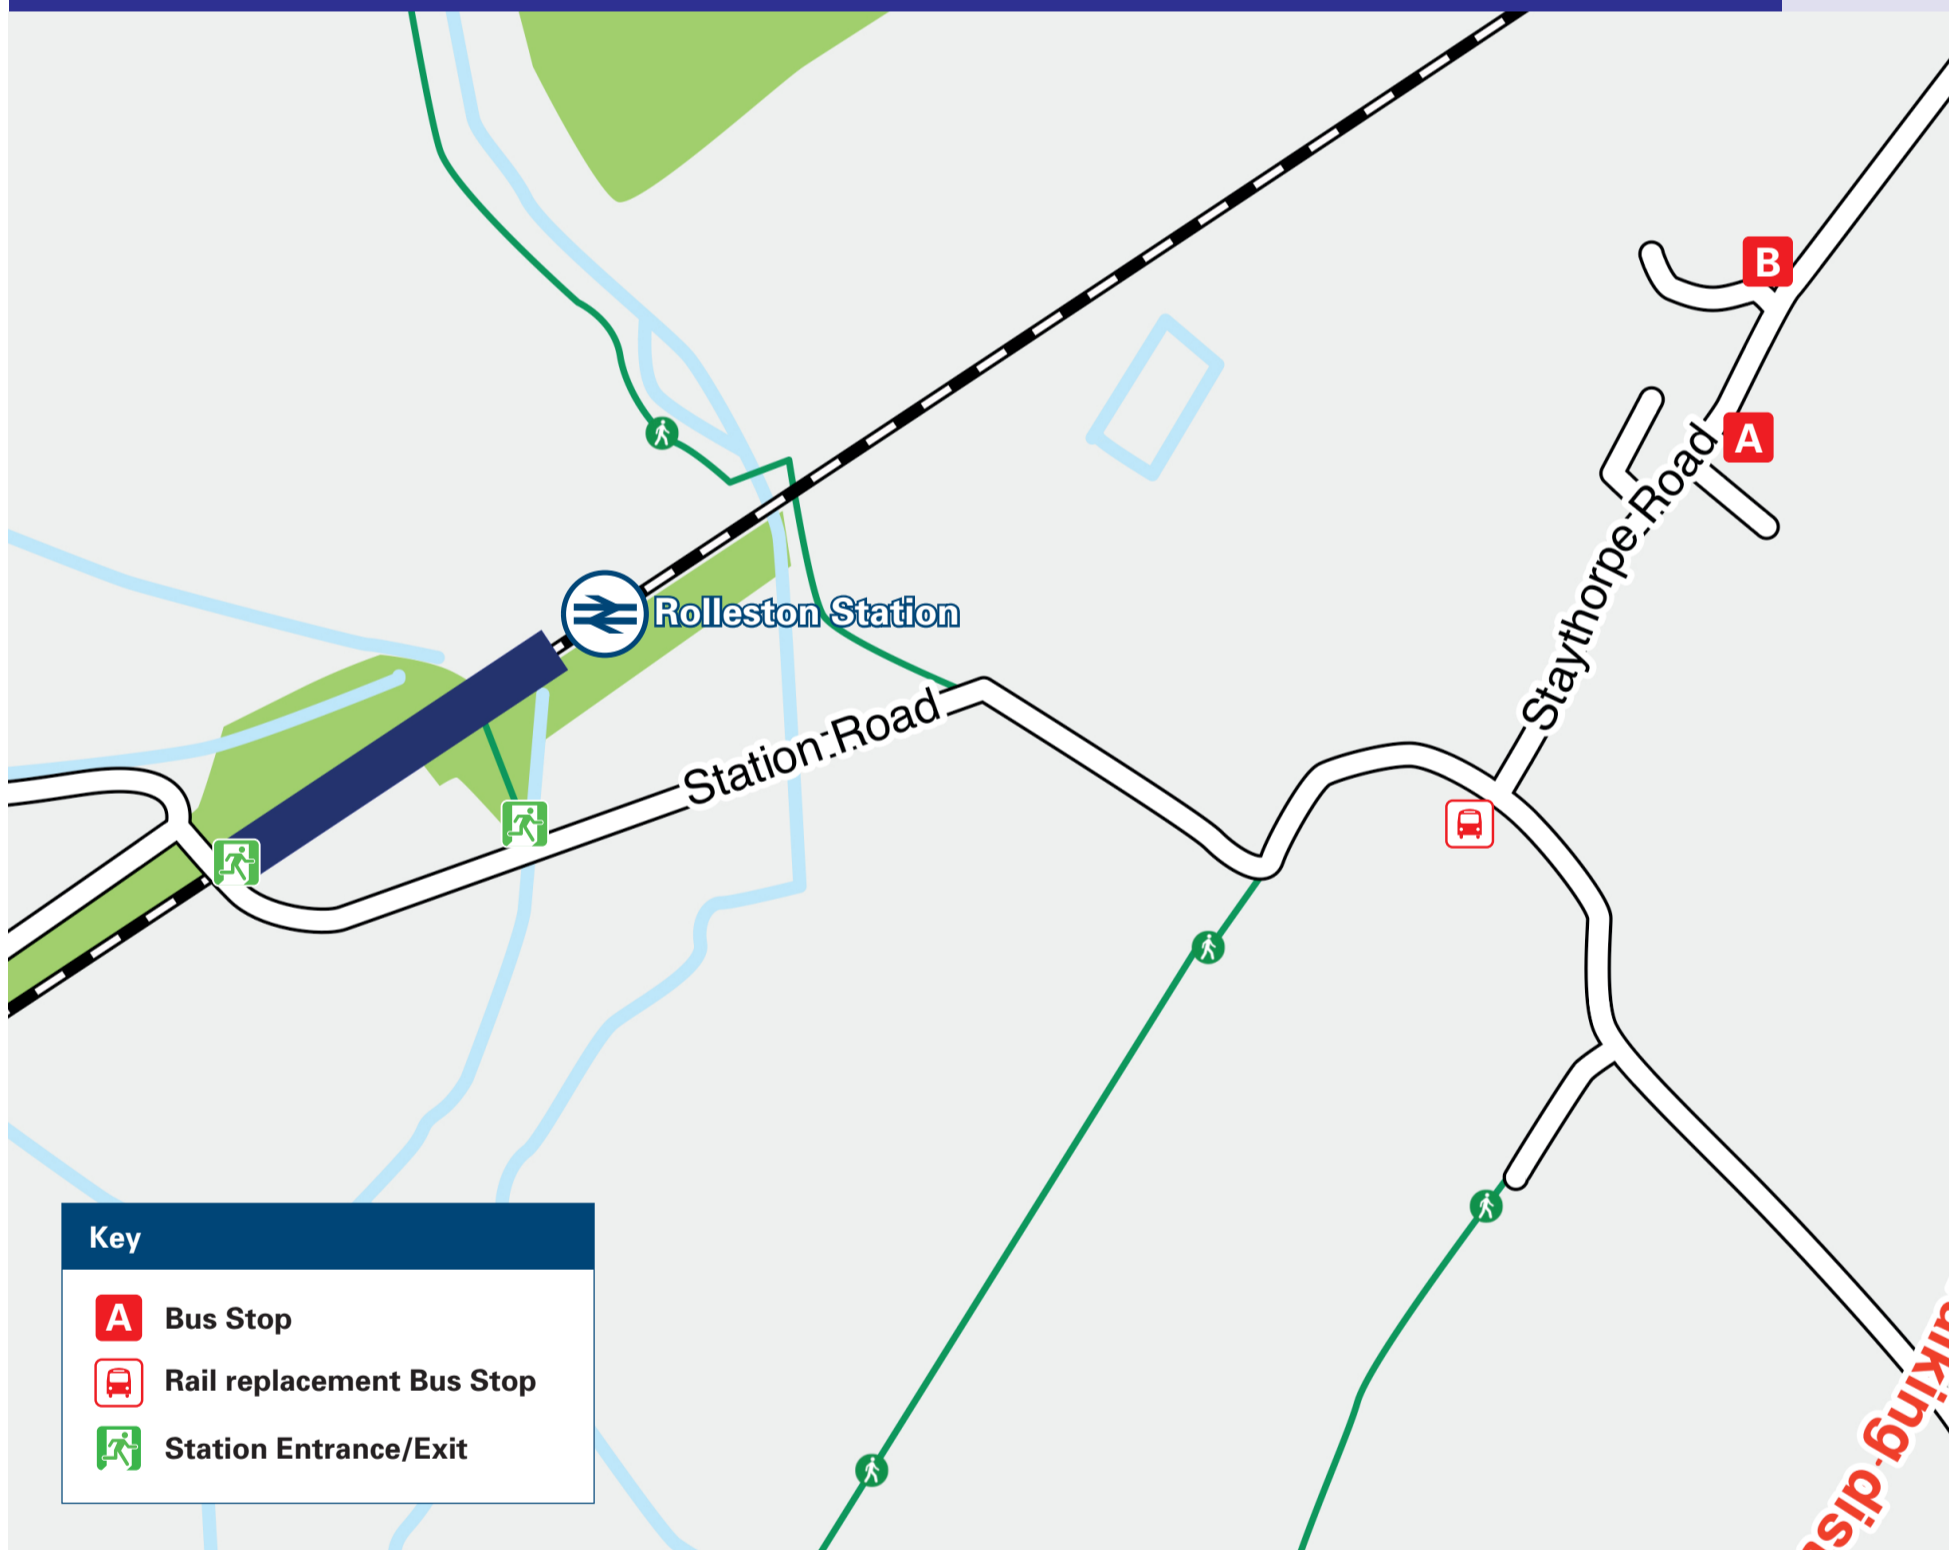 B
A
Staythorpe Road
Rolleston Station
Station Road
Key
A Bus Stop
Rail replacement Bus Stop
Station Entrance/Exit